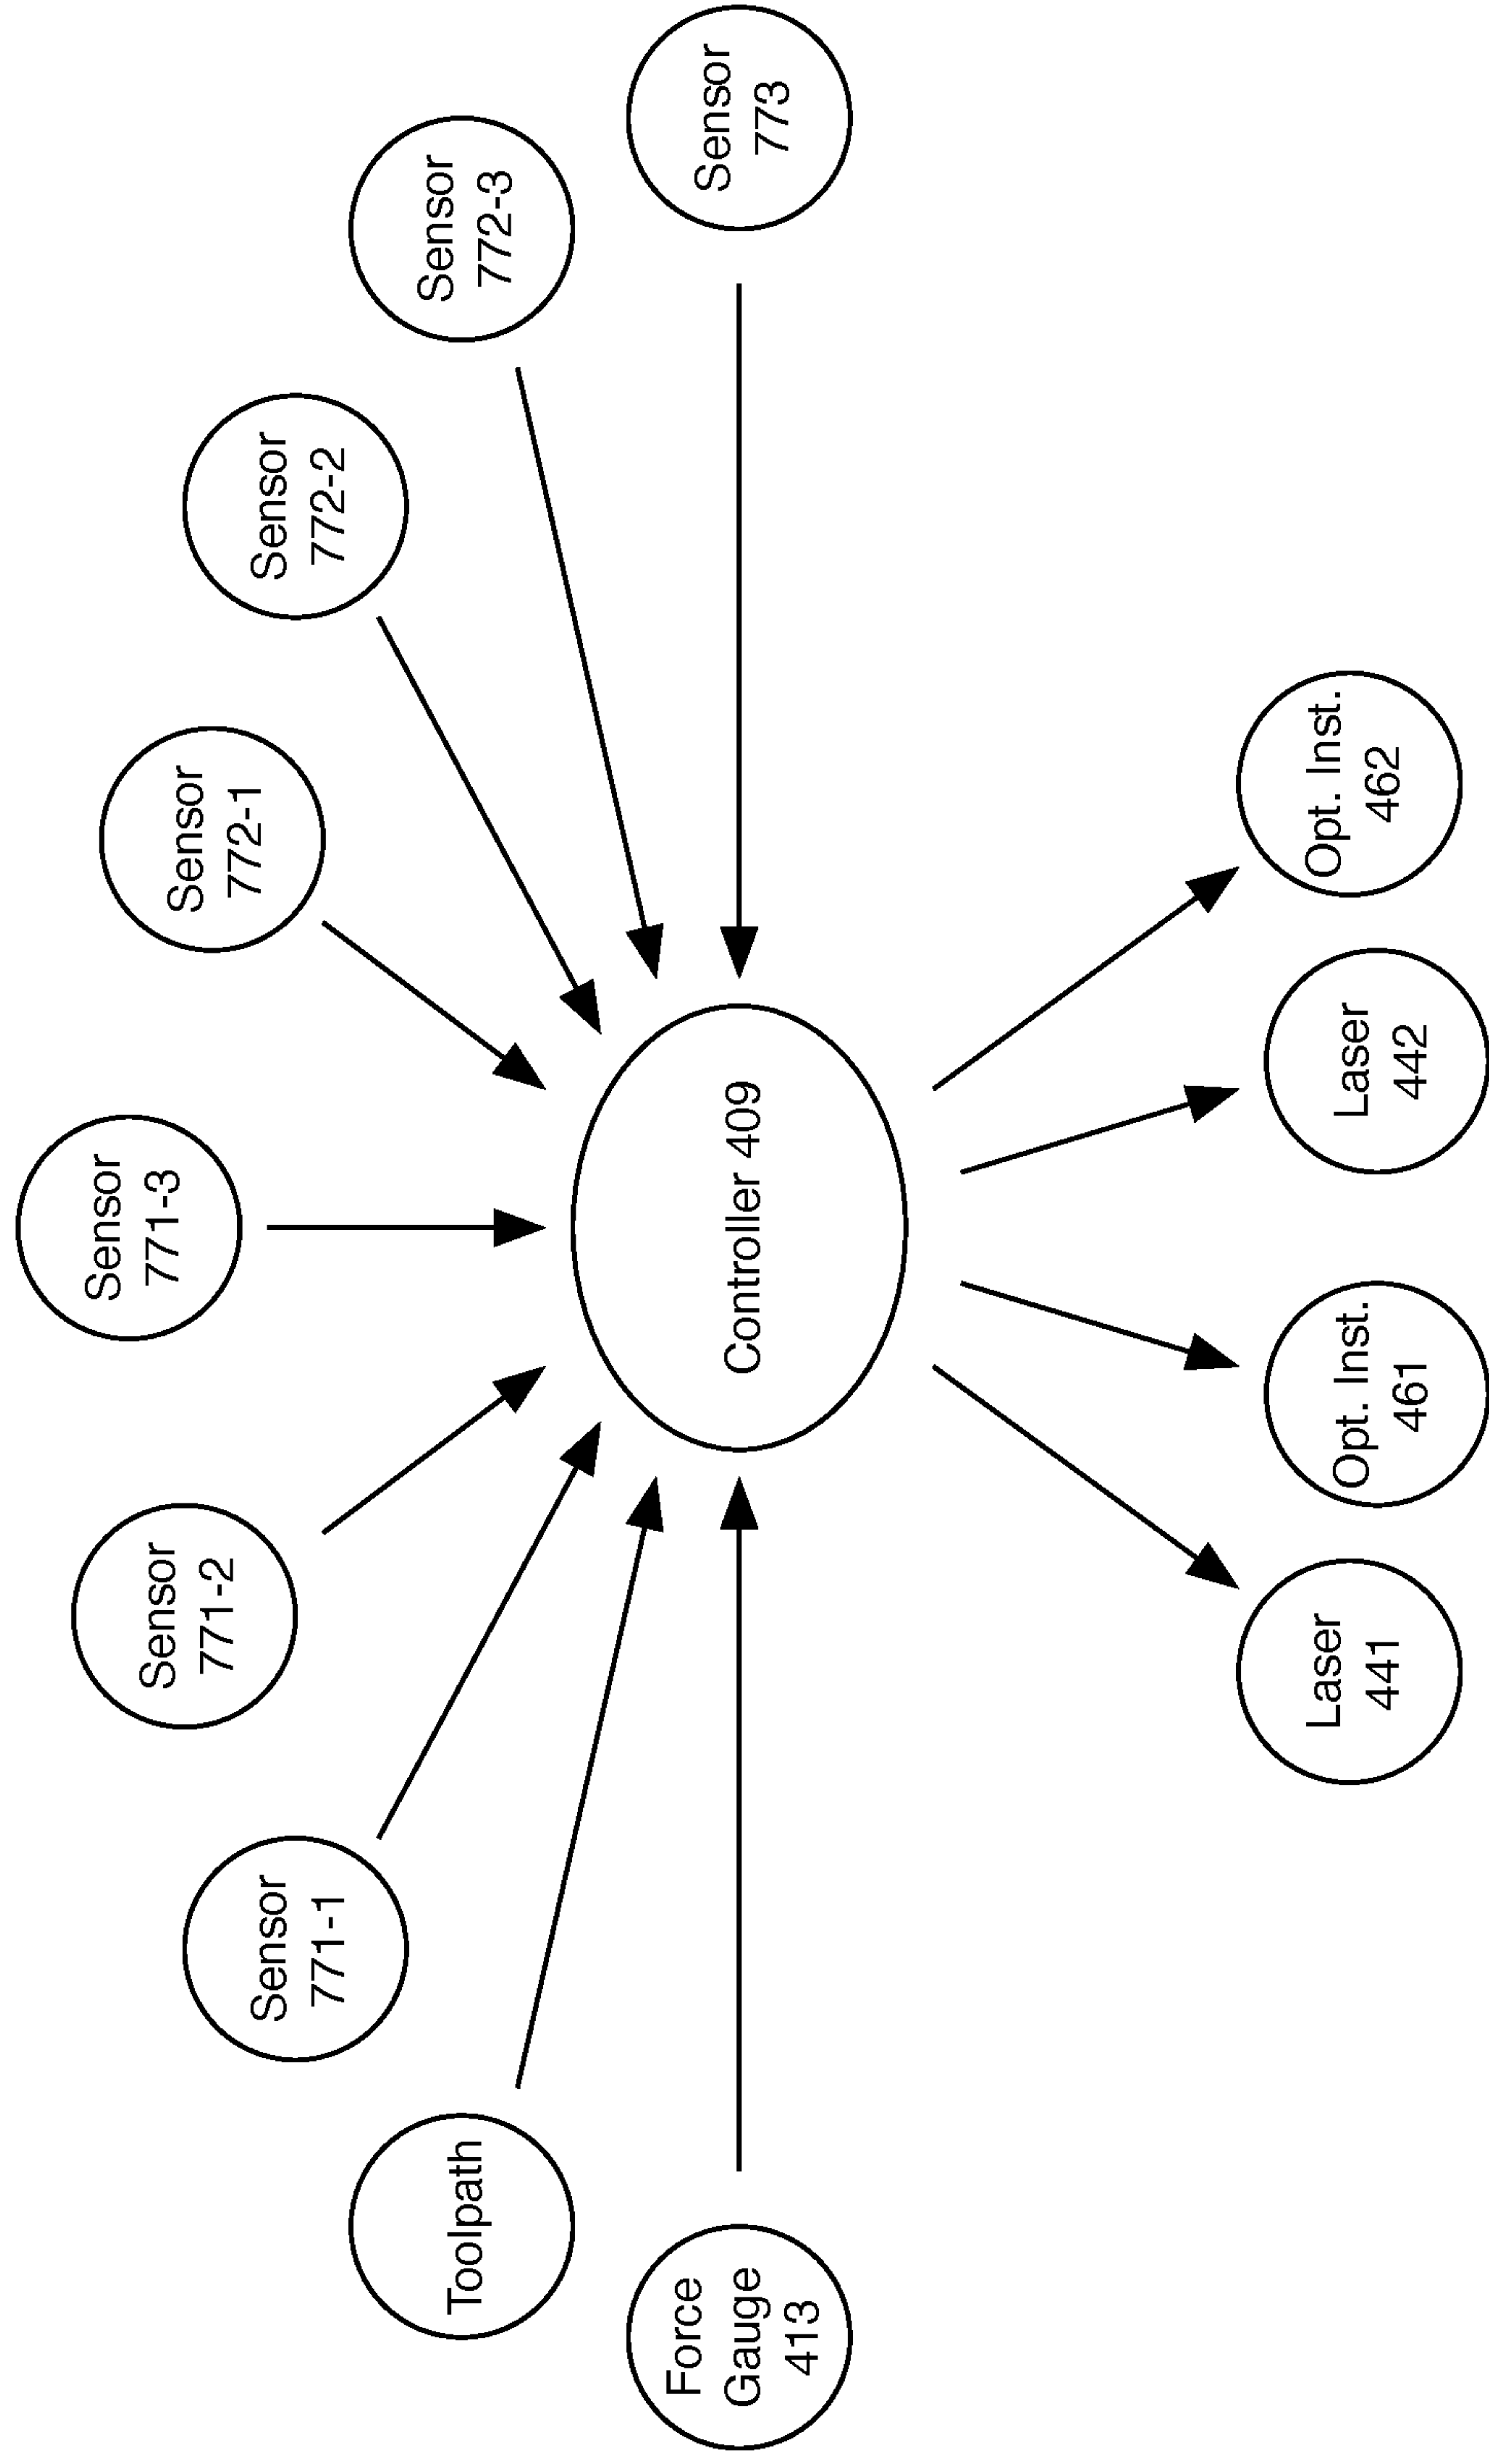 Force
Gauge
413
Toolpath
Sensor
771-1
Sensor
771-2
Sensor
771-3
Sensor
772-1
Sensor
772-2
Sensor
772-3
Sensor
773
Controller 409
Laser
441
Opt. Inst.
461
Laser
442
Opt. Inst.
462